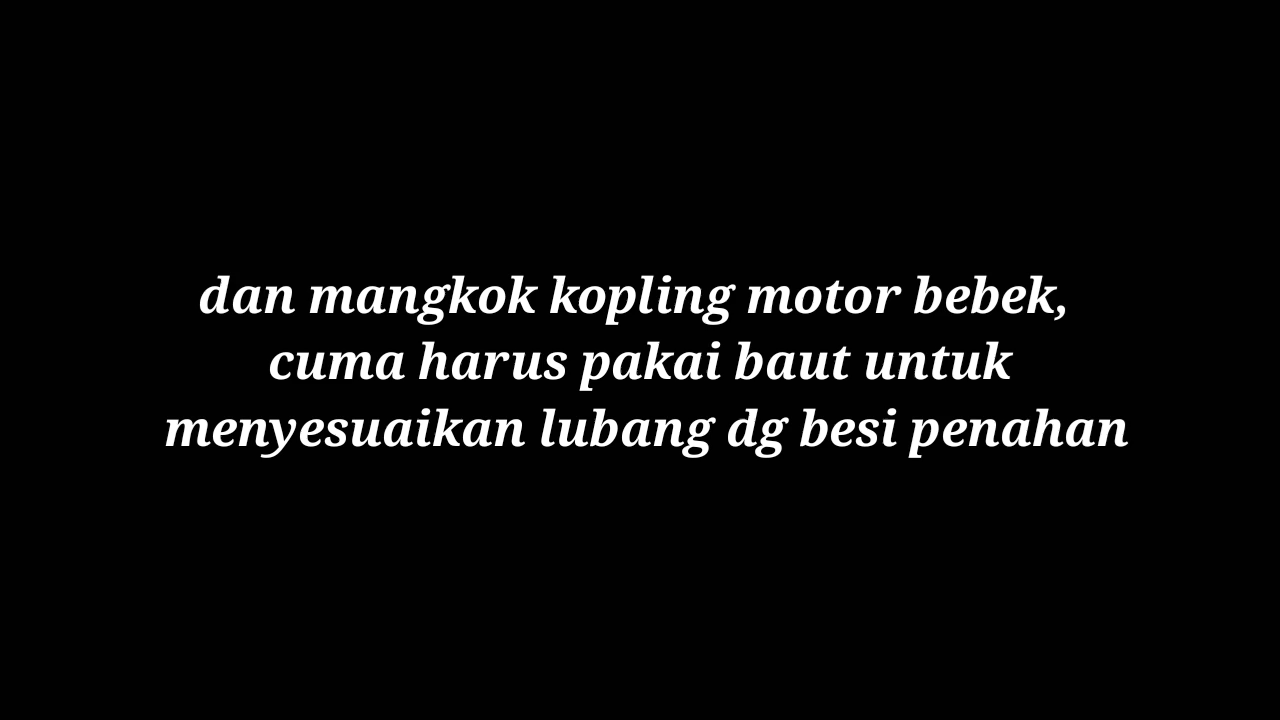 dan mangkok kopling motor bebek,
cuma harus pakai baut untuk
menyesuaikan lubang dg besi penahan